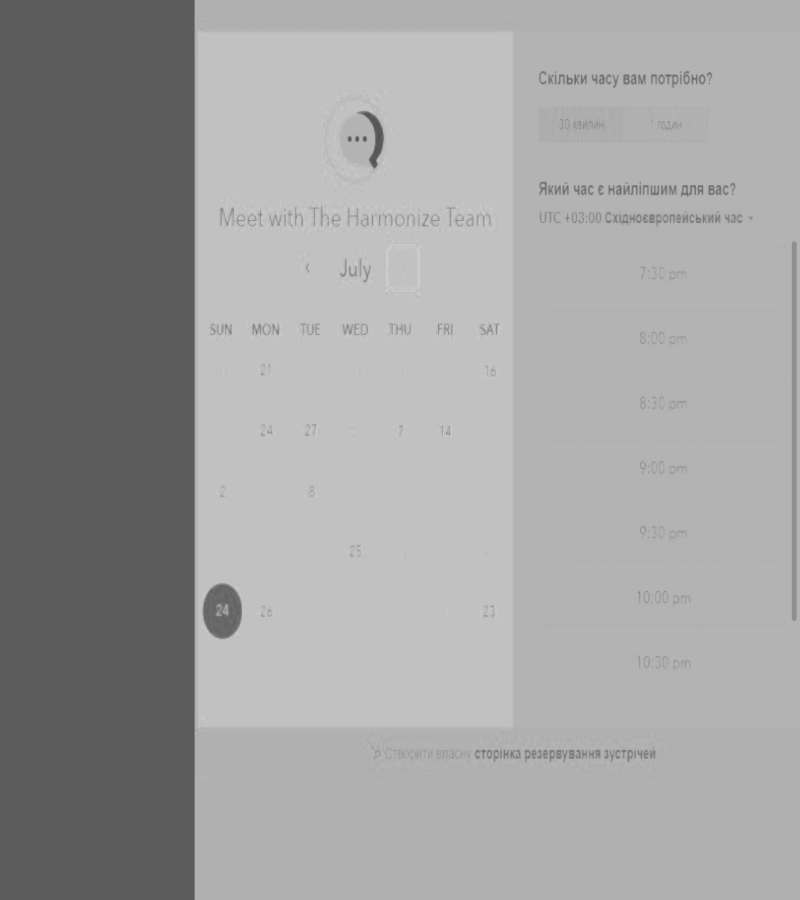 Meet with The Harmonize Team
July
SUN MON TUE WED THU FRI SAT
21 16
24 27 7 14
2 8
25
24 26 23
Скільки часу вам потрібно?
30 хвилин 1 годин
Який час є найліпшим для вас?
UTC +03:00 Східноєвропейський час
7:30 pm
8:00 pm
8:30 pm
9:00 pm
9:30 pm
10:00 pm
10:30 pm
Створити власну сторінка резервування зустрічей